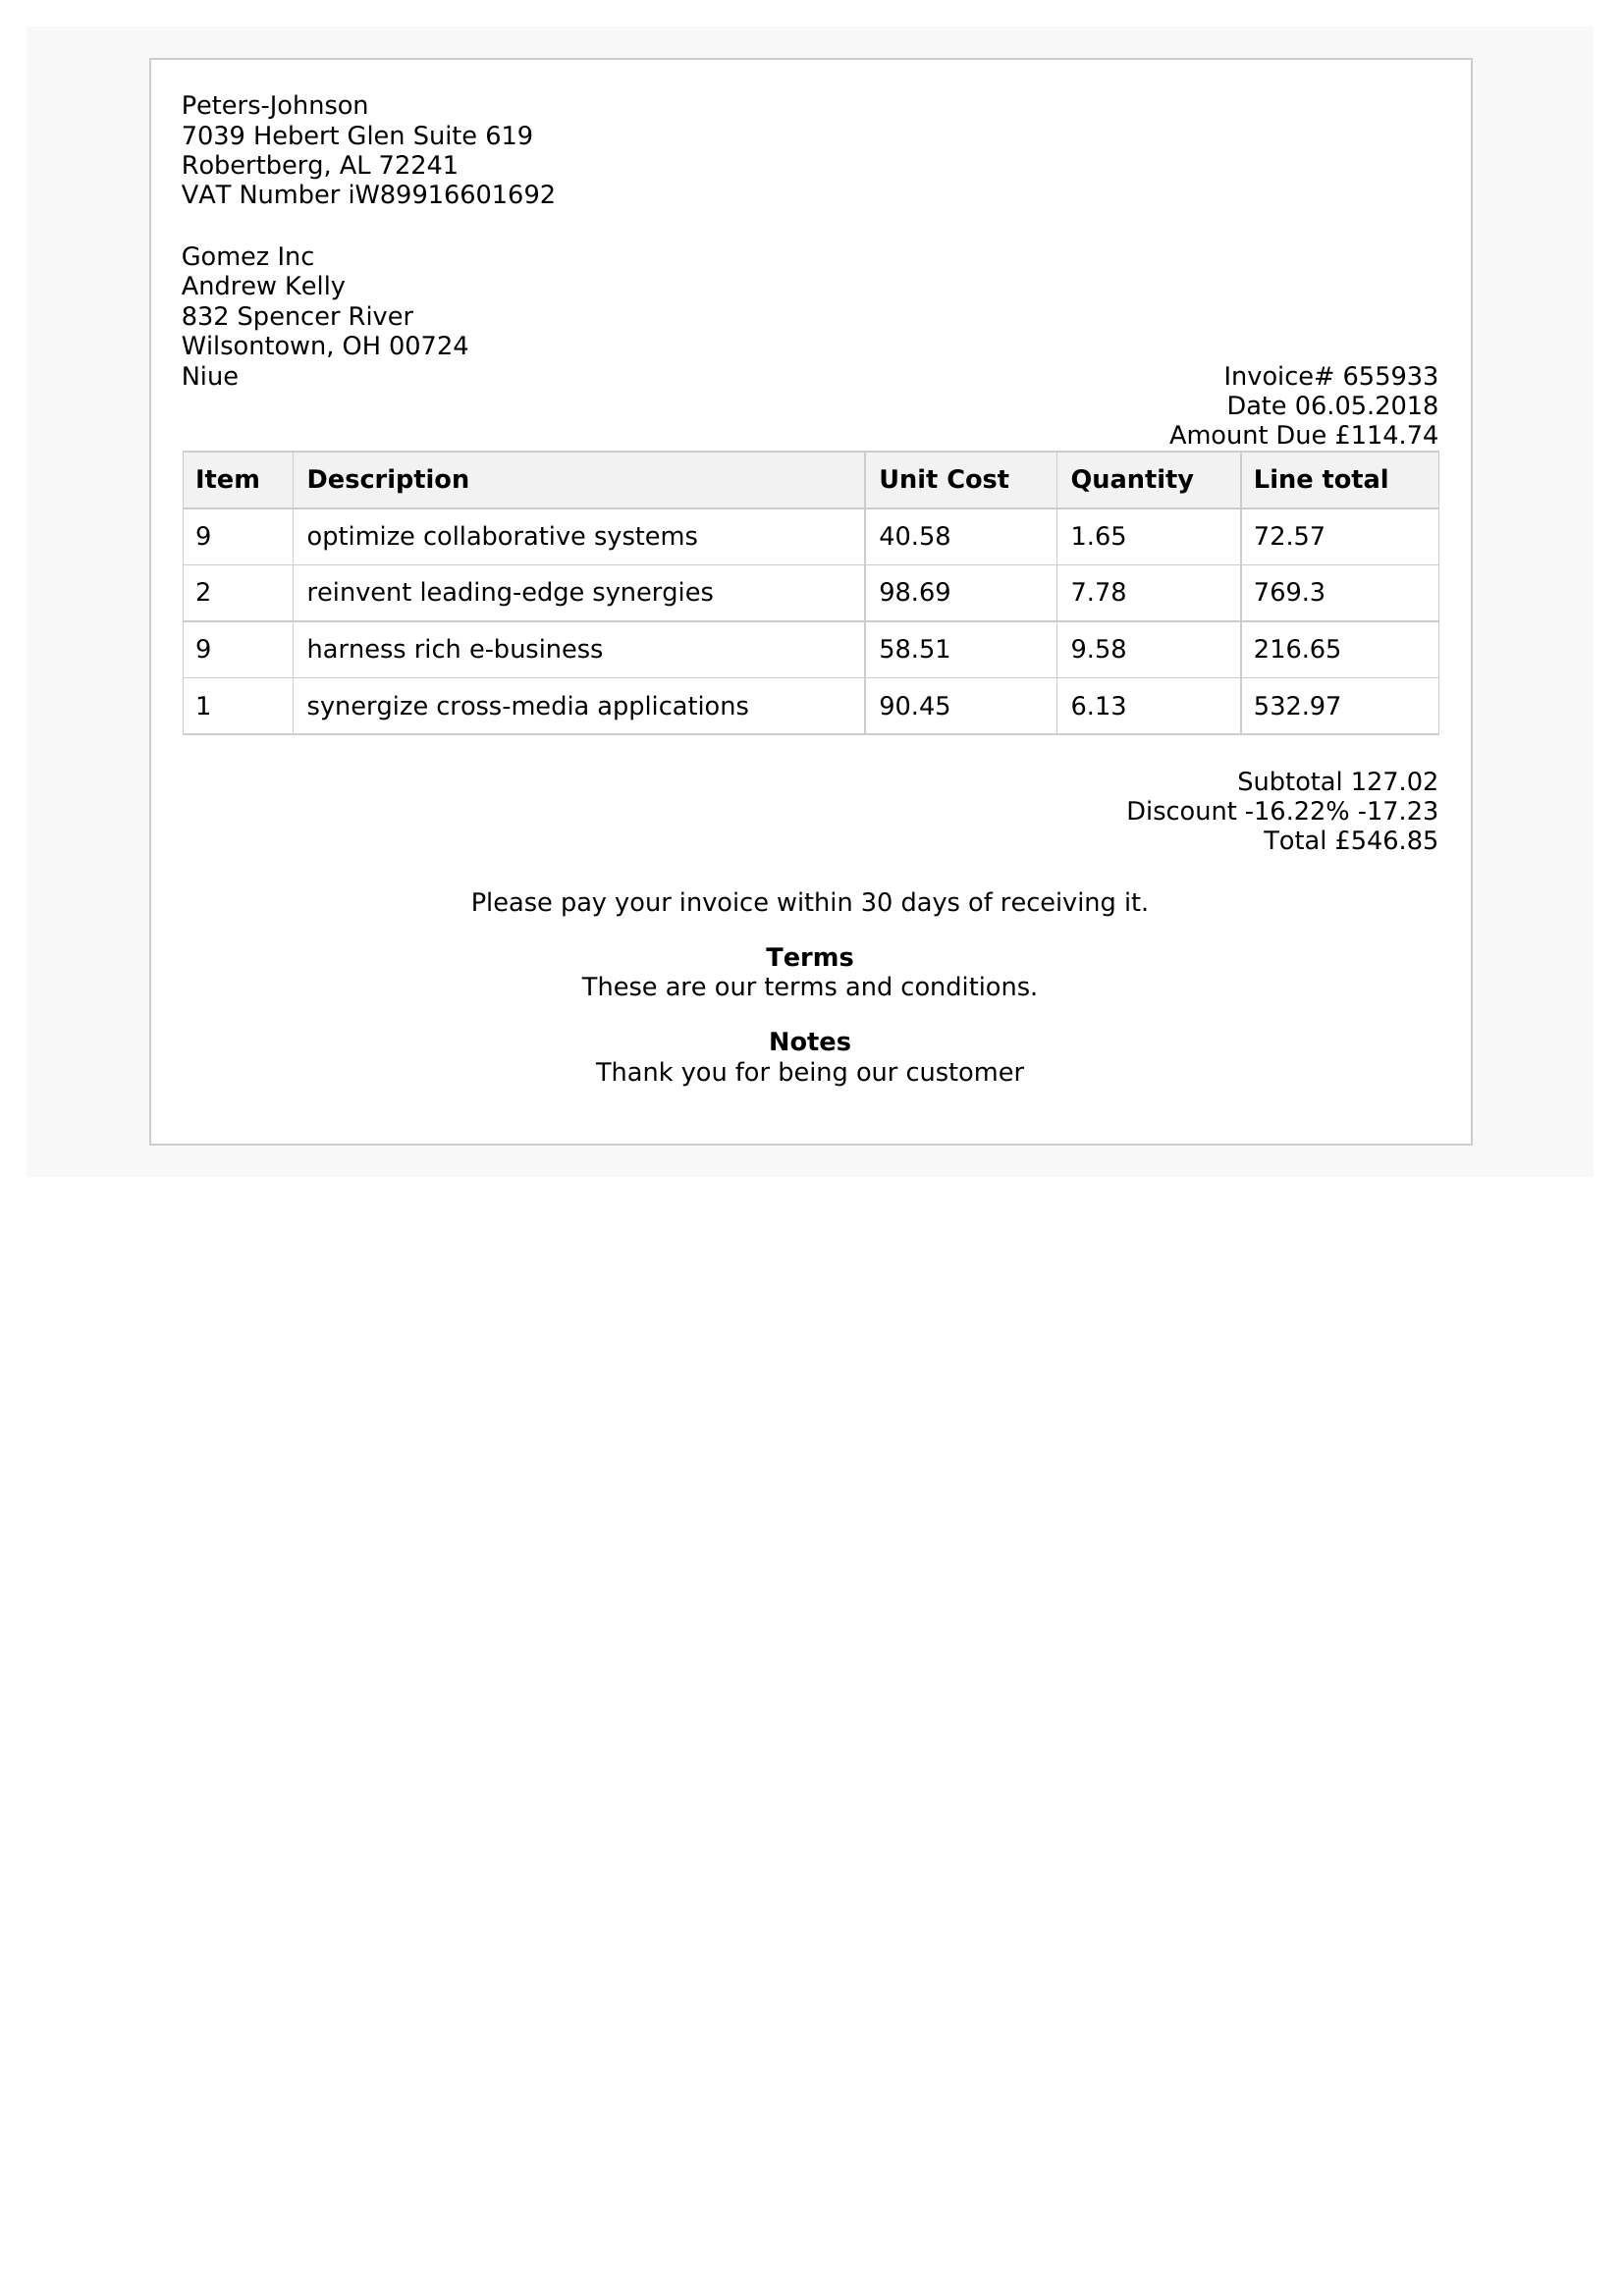 Peters-Johnson
7039 Hebert Glen Suite 619
Robertberg, AL 72241
VAT Number iW89916601692
Gomez Inc
Andrew Kelly
832 Spencer River
Wilsontown, OH 00724
Niue
Invoice# 655933
Date 06.05.2018
Amount Due £114.74
Item Description Unit Cost Quantity Line total
9 optimize collaborative systems 40.58 1.65 72.57
2 reinvent leading-edge synergies 98.69 7.78 769.3
9 harness rich e-business 58.51 9.58 216.65
1 synergize cross-media applications 90.45 6.13 532.97
Subtotal 127.02
Discount -16.22% -17.23
Total £546.85
Please pay your invoice within 30 days of receiving it.
Terms
These are our terms and conditions.
Notes
Thank you for being our customer